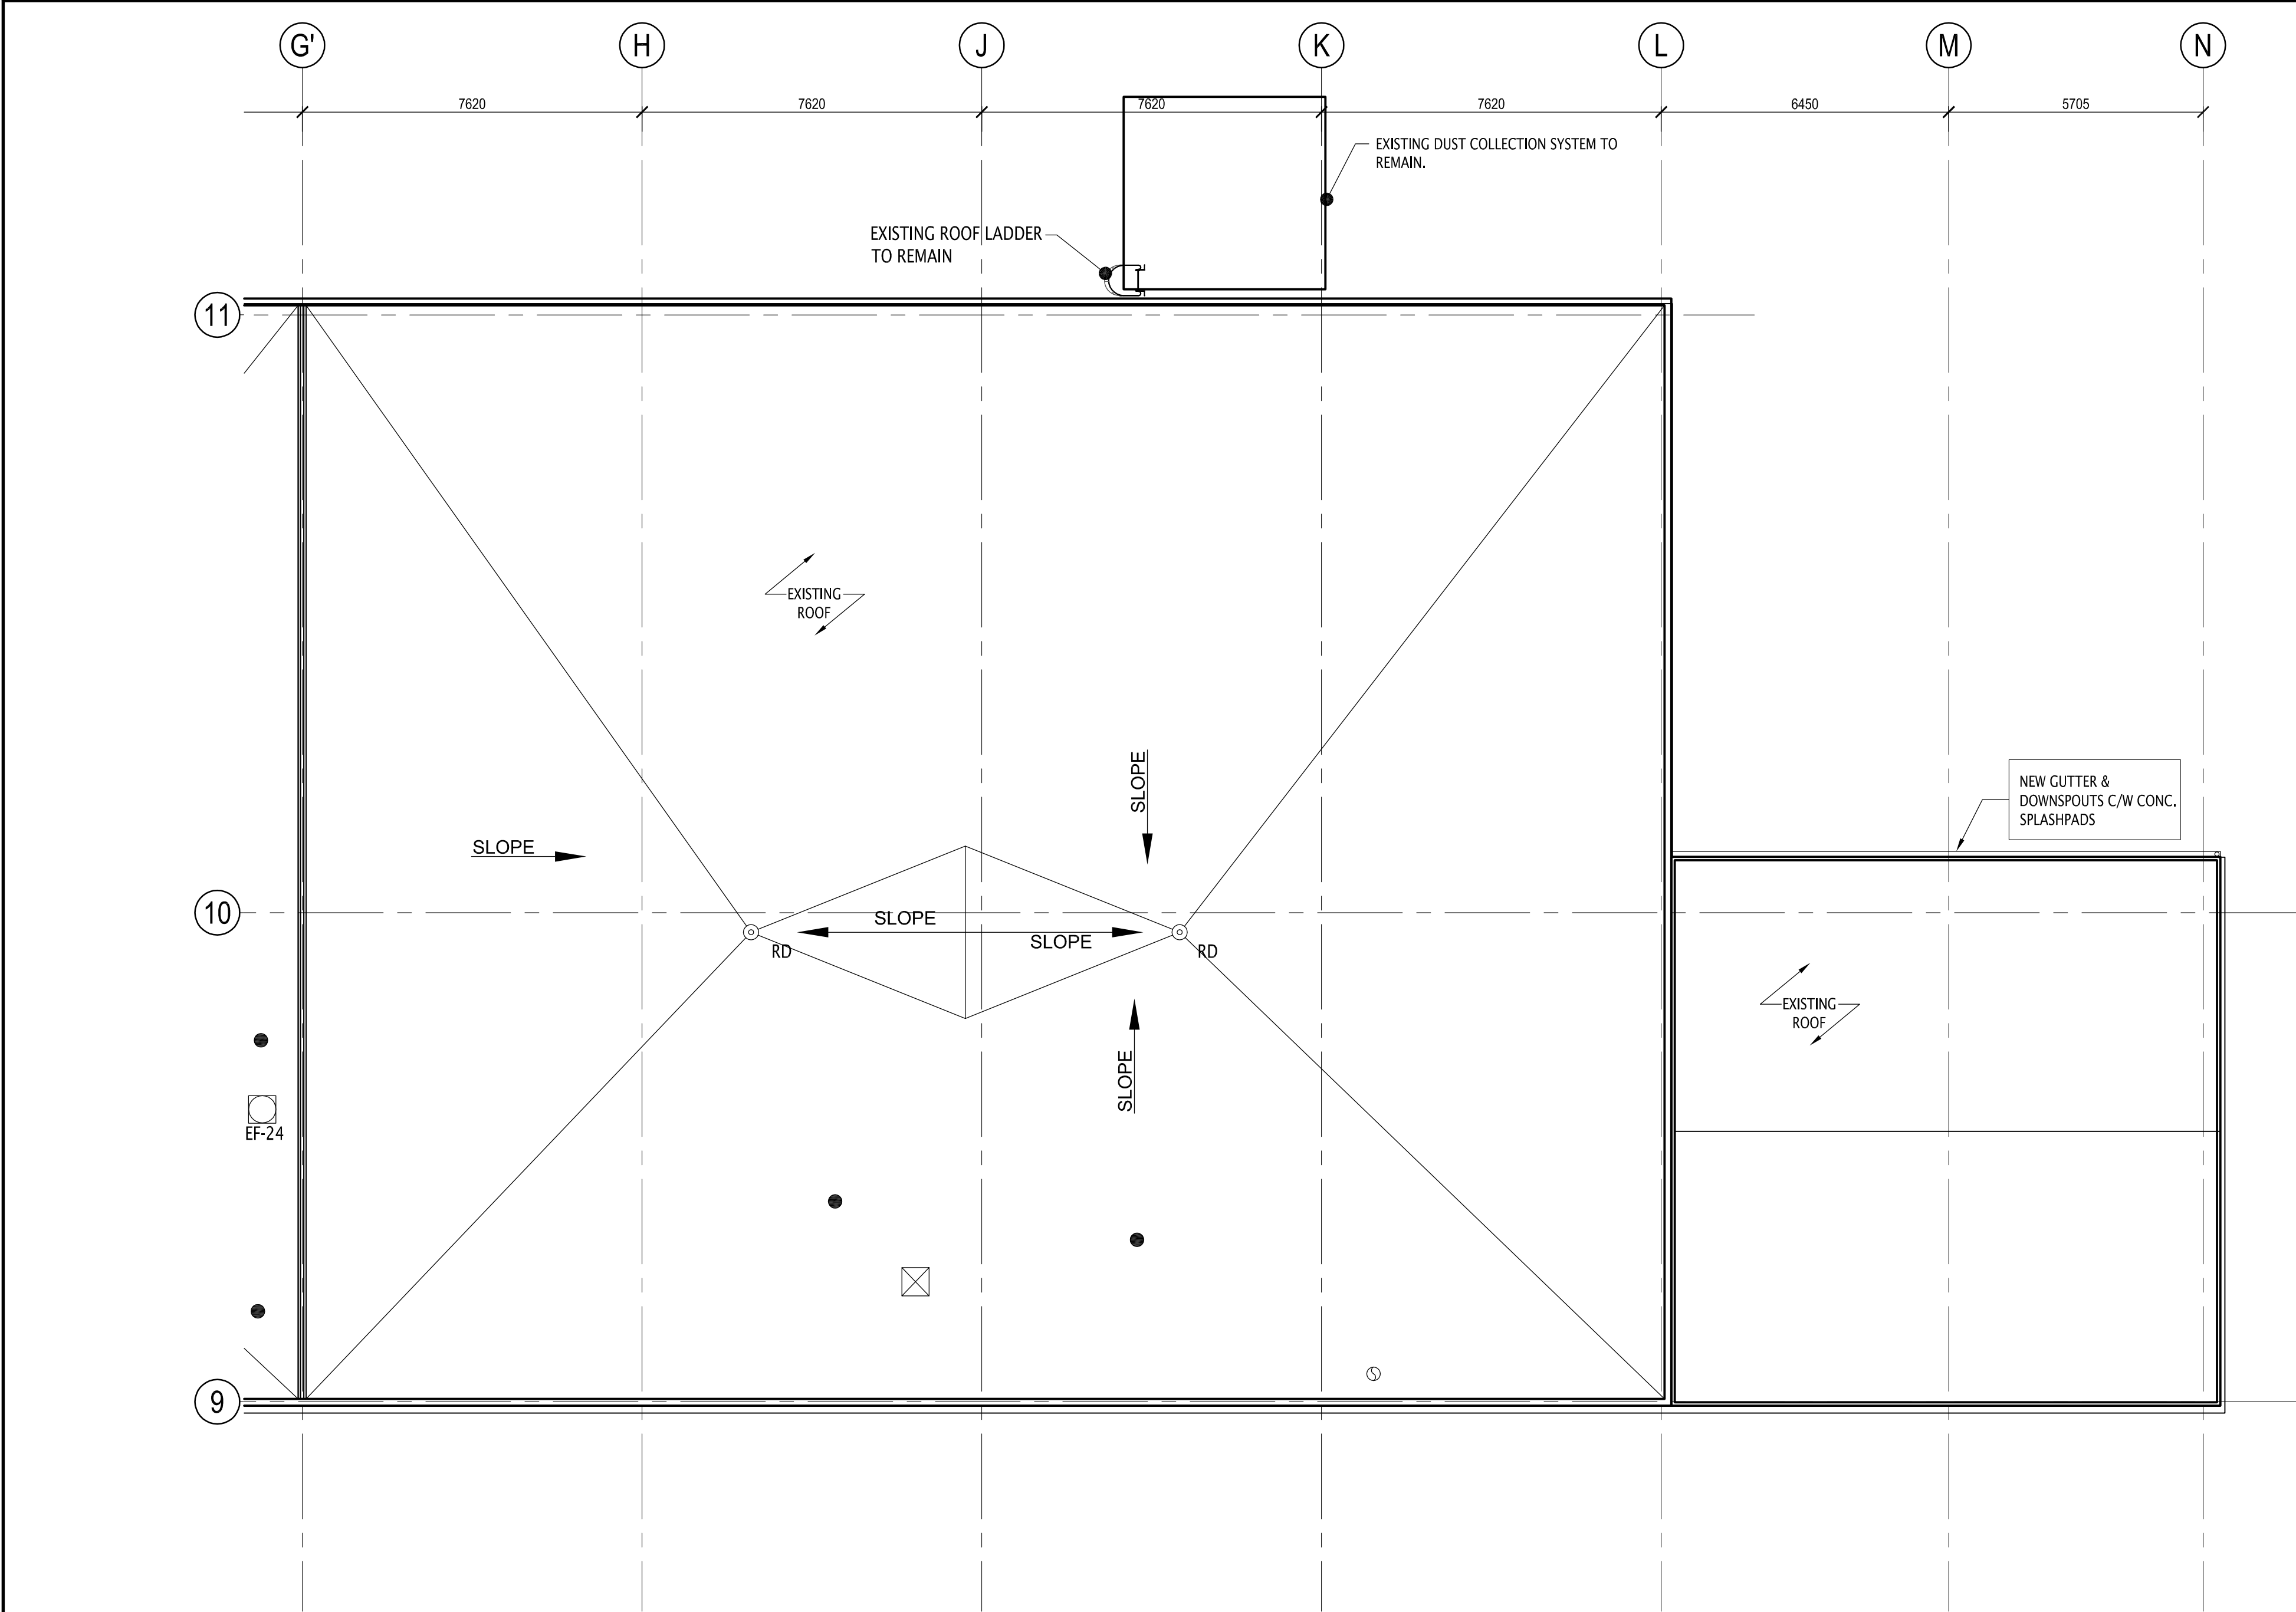 G' H J K L M N
7620 7620 7620 7620 6450 5705
EXISTING DUST COLLECTION SYSTEM TO
REMAIN.
EXISTING ROOF LADDER
TO REMAIN
11
EXISTING
ROOF
SLOPE
NEW GUTTER &
DOWNSPOUTS C/W CONC.
SPLASHPADS
SLOPE
10
SLOPE
SLOPE
RD
RD
EXISTING
ROOF
SLOPE
EF-24
9